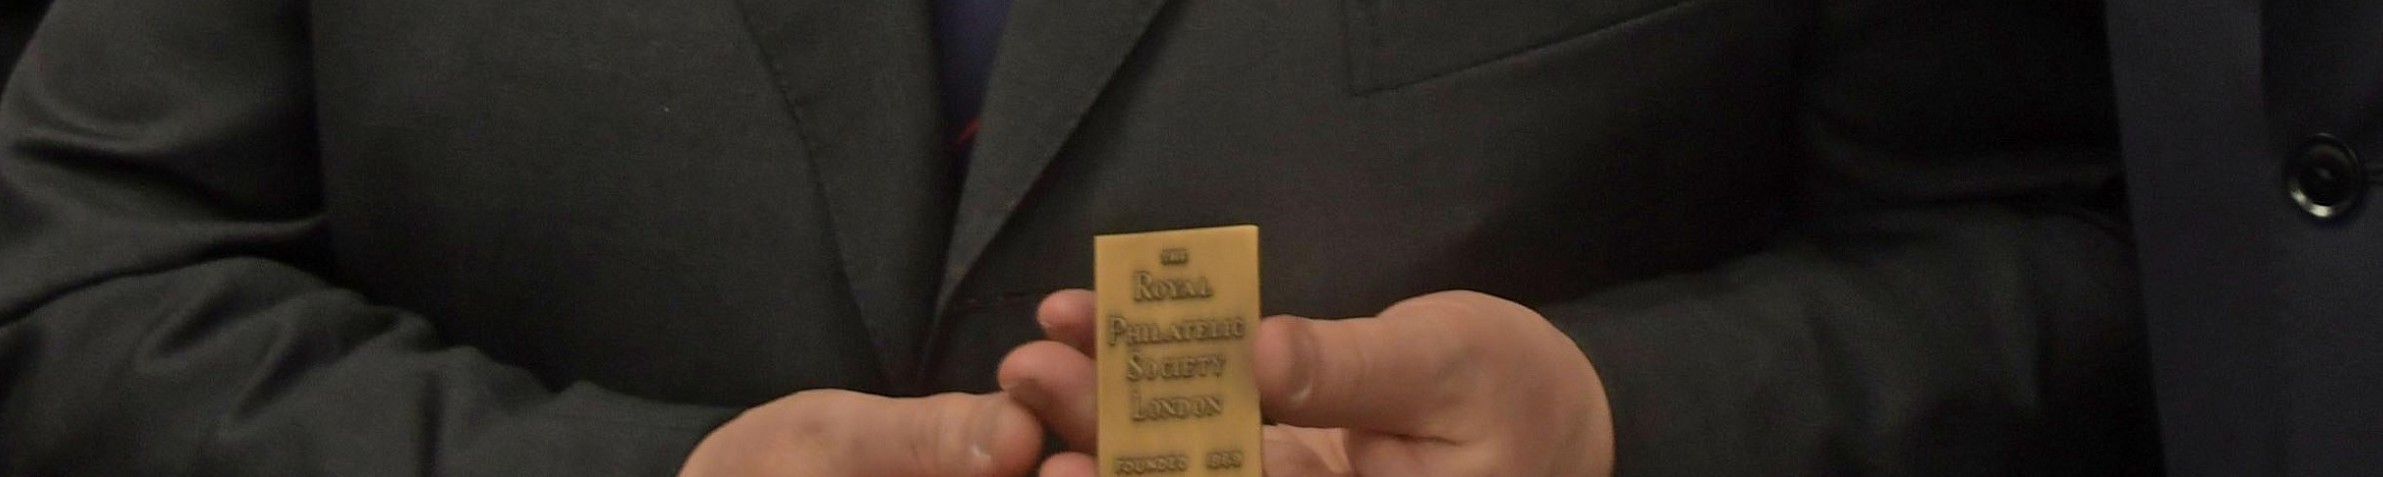 THE
ROYAL
PHILATELIC
SOCIETY
LONDON
FOUNDED 1869